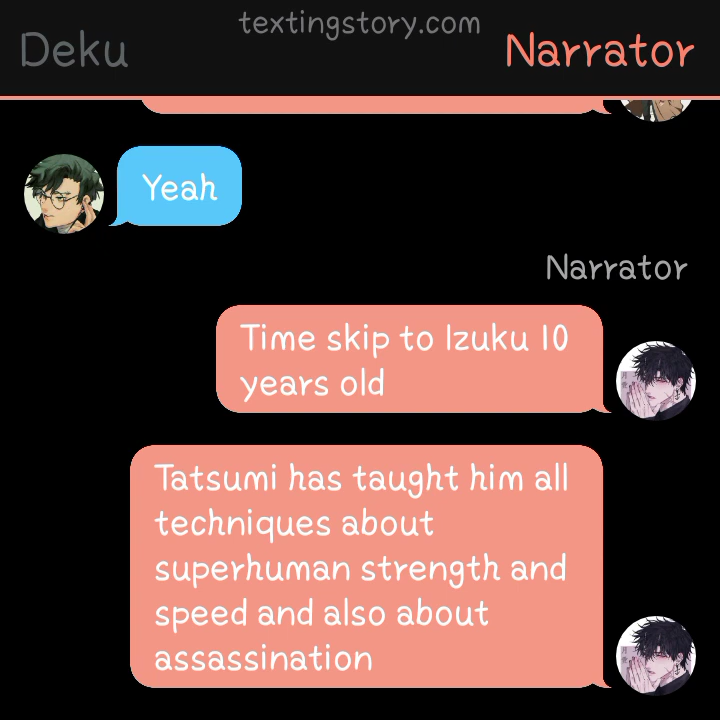 textingstory.com
Deku
Narrator
Yeah
Narrator
Time skip to Izuku 10
years old
Tatsumi has taught him all
techniques about
superhuman strength and
speed and also about
assassination